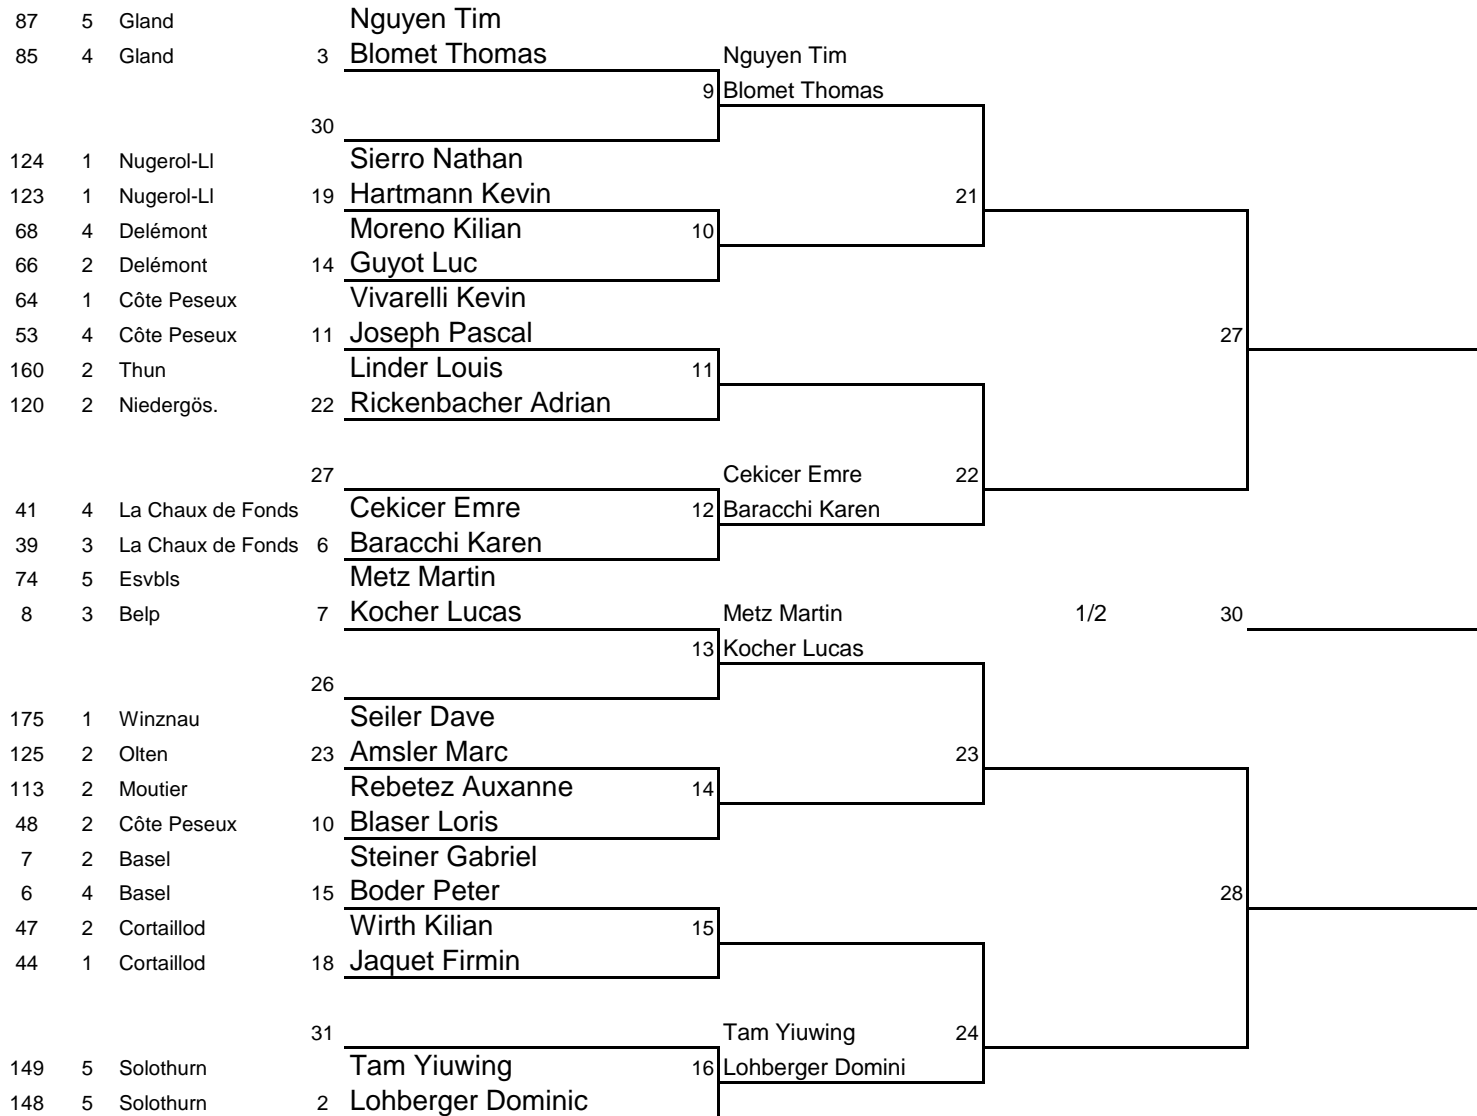 87 5 Gland Nguyen Tim
85 4 Gland 3 Blomet Thomas Nguyen Tim
9 Blomet Thomas
30
124 1 Nugerol-Ll Sierro Nathan
123 1 Nugerol-Ll 19 Hartmann Kevin 21
68 4 Delémont Moreno Kilian 10
66 2 Delémont 14 Guyot Luc
64 1 Côte Peseux Vivarelli Kevin
53 4 Côte Peseux 11 Joseph Pascal 27
160 2 Thun Linder Louis 11
120 2 Niedergös. 22 Rickenbacher Adrian
27 Cekicer Emre 22
41 4 La Chaux de Fonds Cekicer Emre 12 Baracchi Karen
39 3 La Chaux de Fonds 6 Baracchi Karen
74 5 Esvbls Metz Martin
8 3 Belp 7 Kocher Lucas Metz Martin 1/2 30
13 Kocher Lucas
26
175 1 Winznau Seiler Dave
125 2 Olten 23 Amsler Marc 23
113 2 Moutier Rebetez Auxanne 14
48 2 Côte Peseux 10 Blaser Loris
7 2 Basel Steiner Gabriel
6 4 Basel 15 Boder Peter 28
47 2 Cortaillod Wirth Kilian 15
44 1 Cortaillod 18 Jaquet Firmin
31 Tam Yiuwing 24
149 5 Solothurn Tam Yiuwing 16 Lohberger Domini
148 5 Solothurn 2 Lohberger Dominic